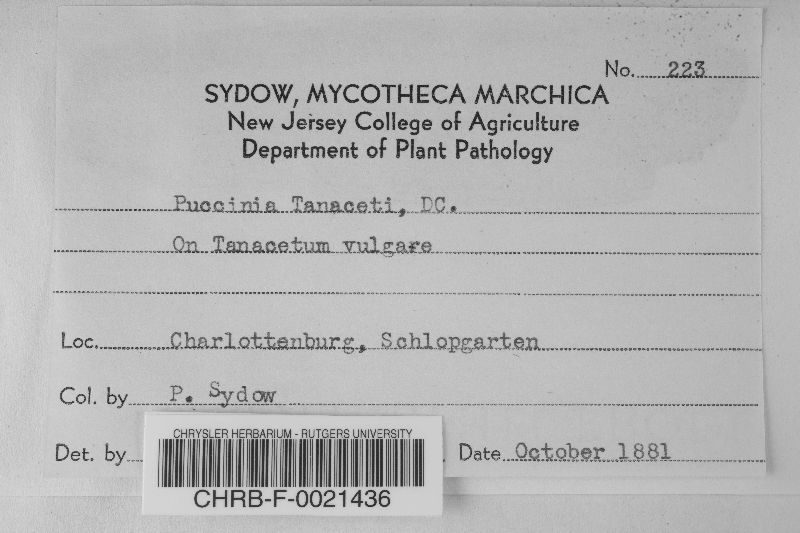 No. 223
SYDOW, MYCOTHECA MARCHICA
New Jersey College of Agriculture
Department of Plant Pathology
Puccinia Tanaceti, DC.
On Tanacetum vulgare
Loc. Charlottenburg, Schlopgarten
Col. by P. Sydow
Det. by Date October 1881
CHRYSLER HERBARIUM - RUTGERS UNIVERSITY
CHRB-F-0021436